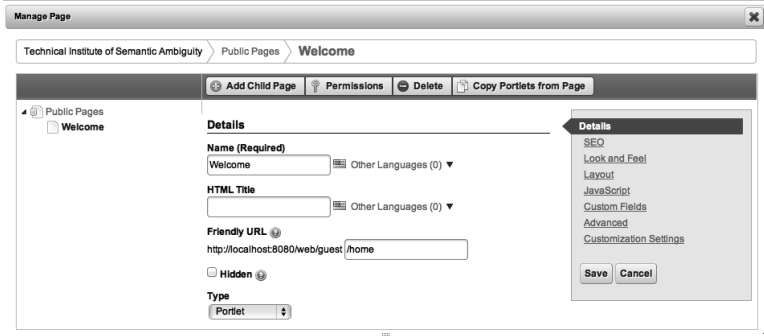 Manage Page
Technical Institute of Semantic Ambiguity Public Pages Welcome
Add Child Page Permissions Delete Copy Portlets from Page
Public Pages
Welcome
Details
Name (Required)
Welcome Other Languages (0) ▼
HTML Title
Other Languages (0) ▼
Friendly URL
http://localhost:8080/web/guest /home
Hidden
Type
Portlet
Details
SEO
Look and Feel
Layout
JavaScript
Custom Fields
Advanced
Customization Settings
Save Cancel